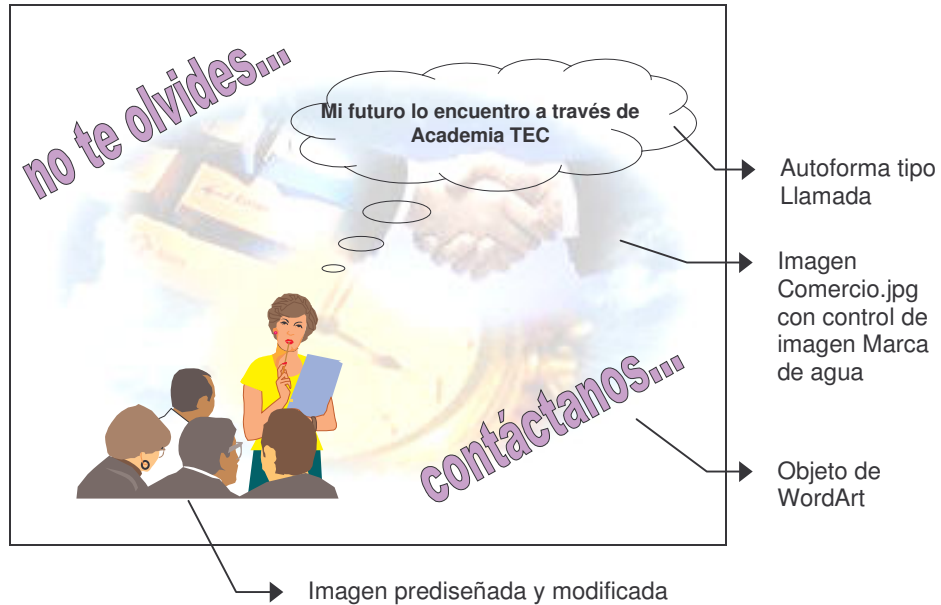 no te olvides...
Mi futuro lo encuentro a través de
Academia TEC
Autoforma tipo
Llamada
Imagen
Comercio.jpg
con control de
imagen Marca
de agua
contáctanos...
Objeto de
WordArt
Imagen prediseñada y modificada